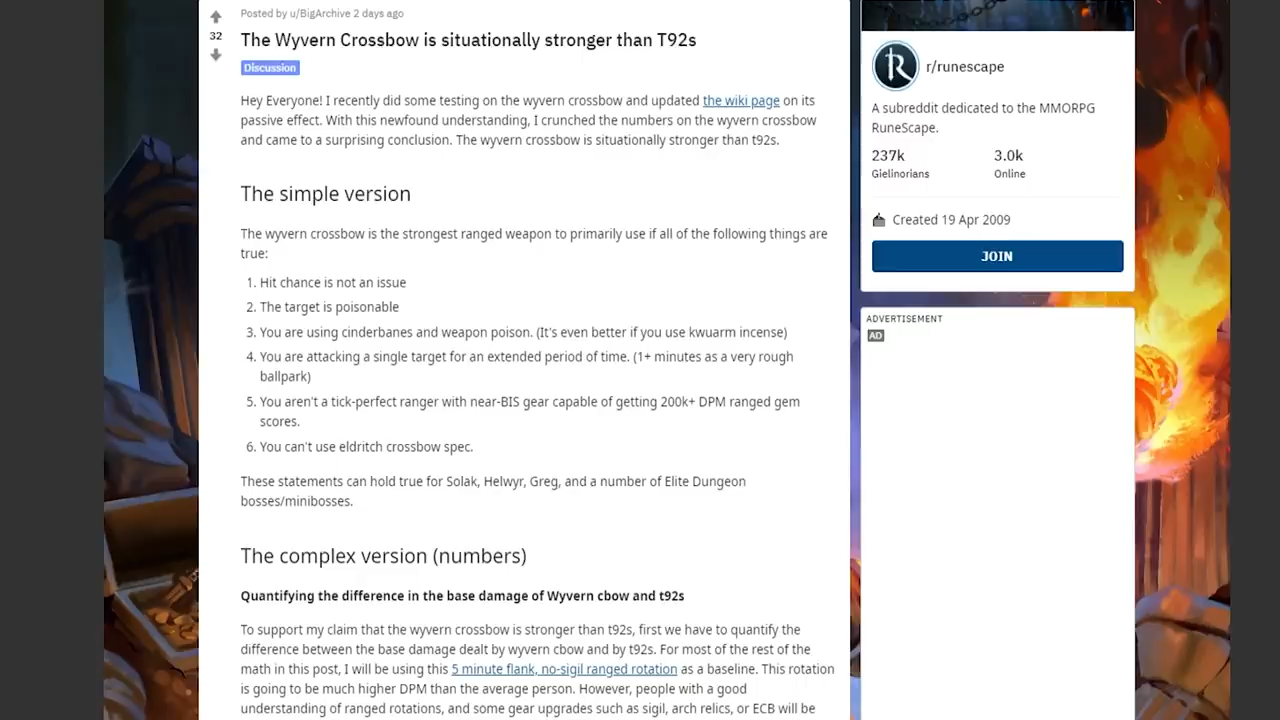 Posted by u/BigArchive 2 days ago
32
The Wyvern Crossbow is situationally stronger than T92s
Discussion
Hey Everyone! I recently did some testing on the wyvern crossbow and updated the wiki page on its
passive effect. With this newfound understanding, I crunched the numbers on the wyvern crossbow
and came to a surprising conclusion. The wyvern crossbow is situationally stronger than t92s.
The simple version
The wyvern crossbow is the strongest ranged weapon to primarily use if all of the following things are
true:
1. Hit chance is not an issue
2. The target is poisonable
3. You are using cinderbanes and weapon poison. (It's even better if you use kwuarm incense)
4. You are attacking a single target for an extended period of time. (1+ minutes as a very rough
ballpark)
5. You aren't a tick-perfect ranger with near-BIS gear capable of getting 200k+ DPM ranged gem
scores.
6. You can't use eldritch crossbow spec.
These statements can hold true for Solak, Helwyr, Greg, and a number of Elite Dungeon
bosses/minibosses.
The complex version (numbers)
Quantifying the difference in the base damage of Wyvern cbow and t92s
To support my claim that the wyvern crossbow is stronger than t92s, first we have to quantify the
difference between the base damage dealt by wyvern cbow and by t92s. For most of the rest of the
math in this post, I will be using this 5 minute flank, no-sigil ranged rotation as a baseline. This rotation
is going to be much higher DPM than the average person. However, people with a good
understanding of ranged rotations, and some gear upgrades such as sigil, arch relics, or ECB will be
r/runescape
A subreddit dedicated to the MMORPG
RuneScape.
237k 3.0k
Gielinorians Online
Created 19 Apr 2009
JOIN
ADVERTISEMENT
AD